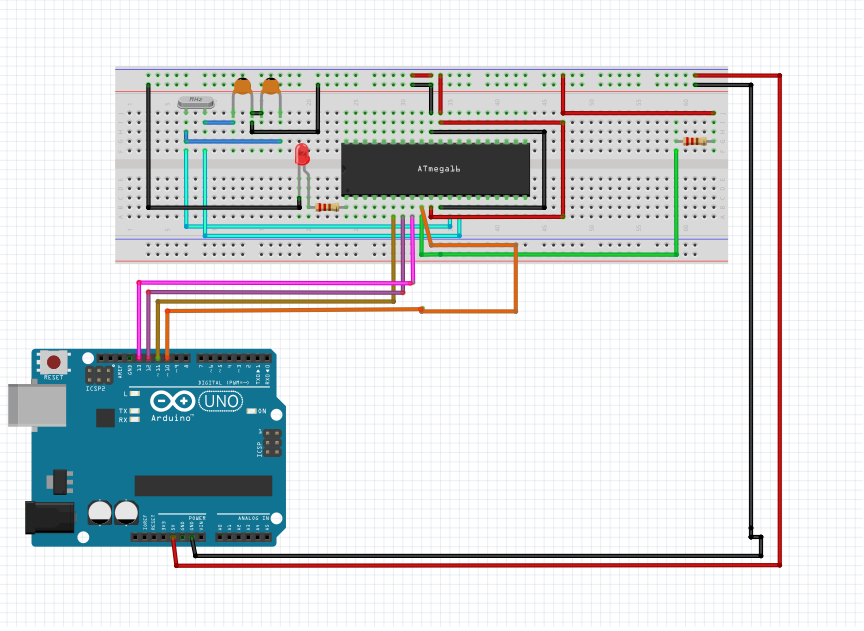 MHz
ATmega16
RESET
ICSP2
AREF
GND
13
12
~11
~10
~9
8
7
~6
~5
4
~3
2
TX▸1
RX◂0
DIGITAL (PWM~)
L
TX
RX
UNO
ON
Arduino™
ICSP
POWER
ANALOG IN
IOREF
RESET
3V3
5V
GND
GND
VIN
A0
A1
A2
A3
A4
A5